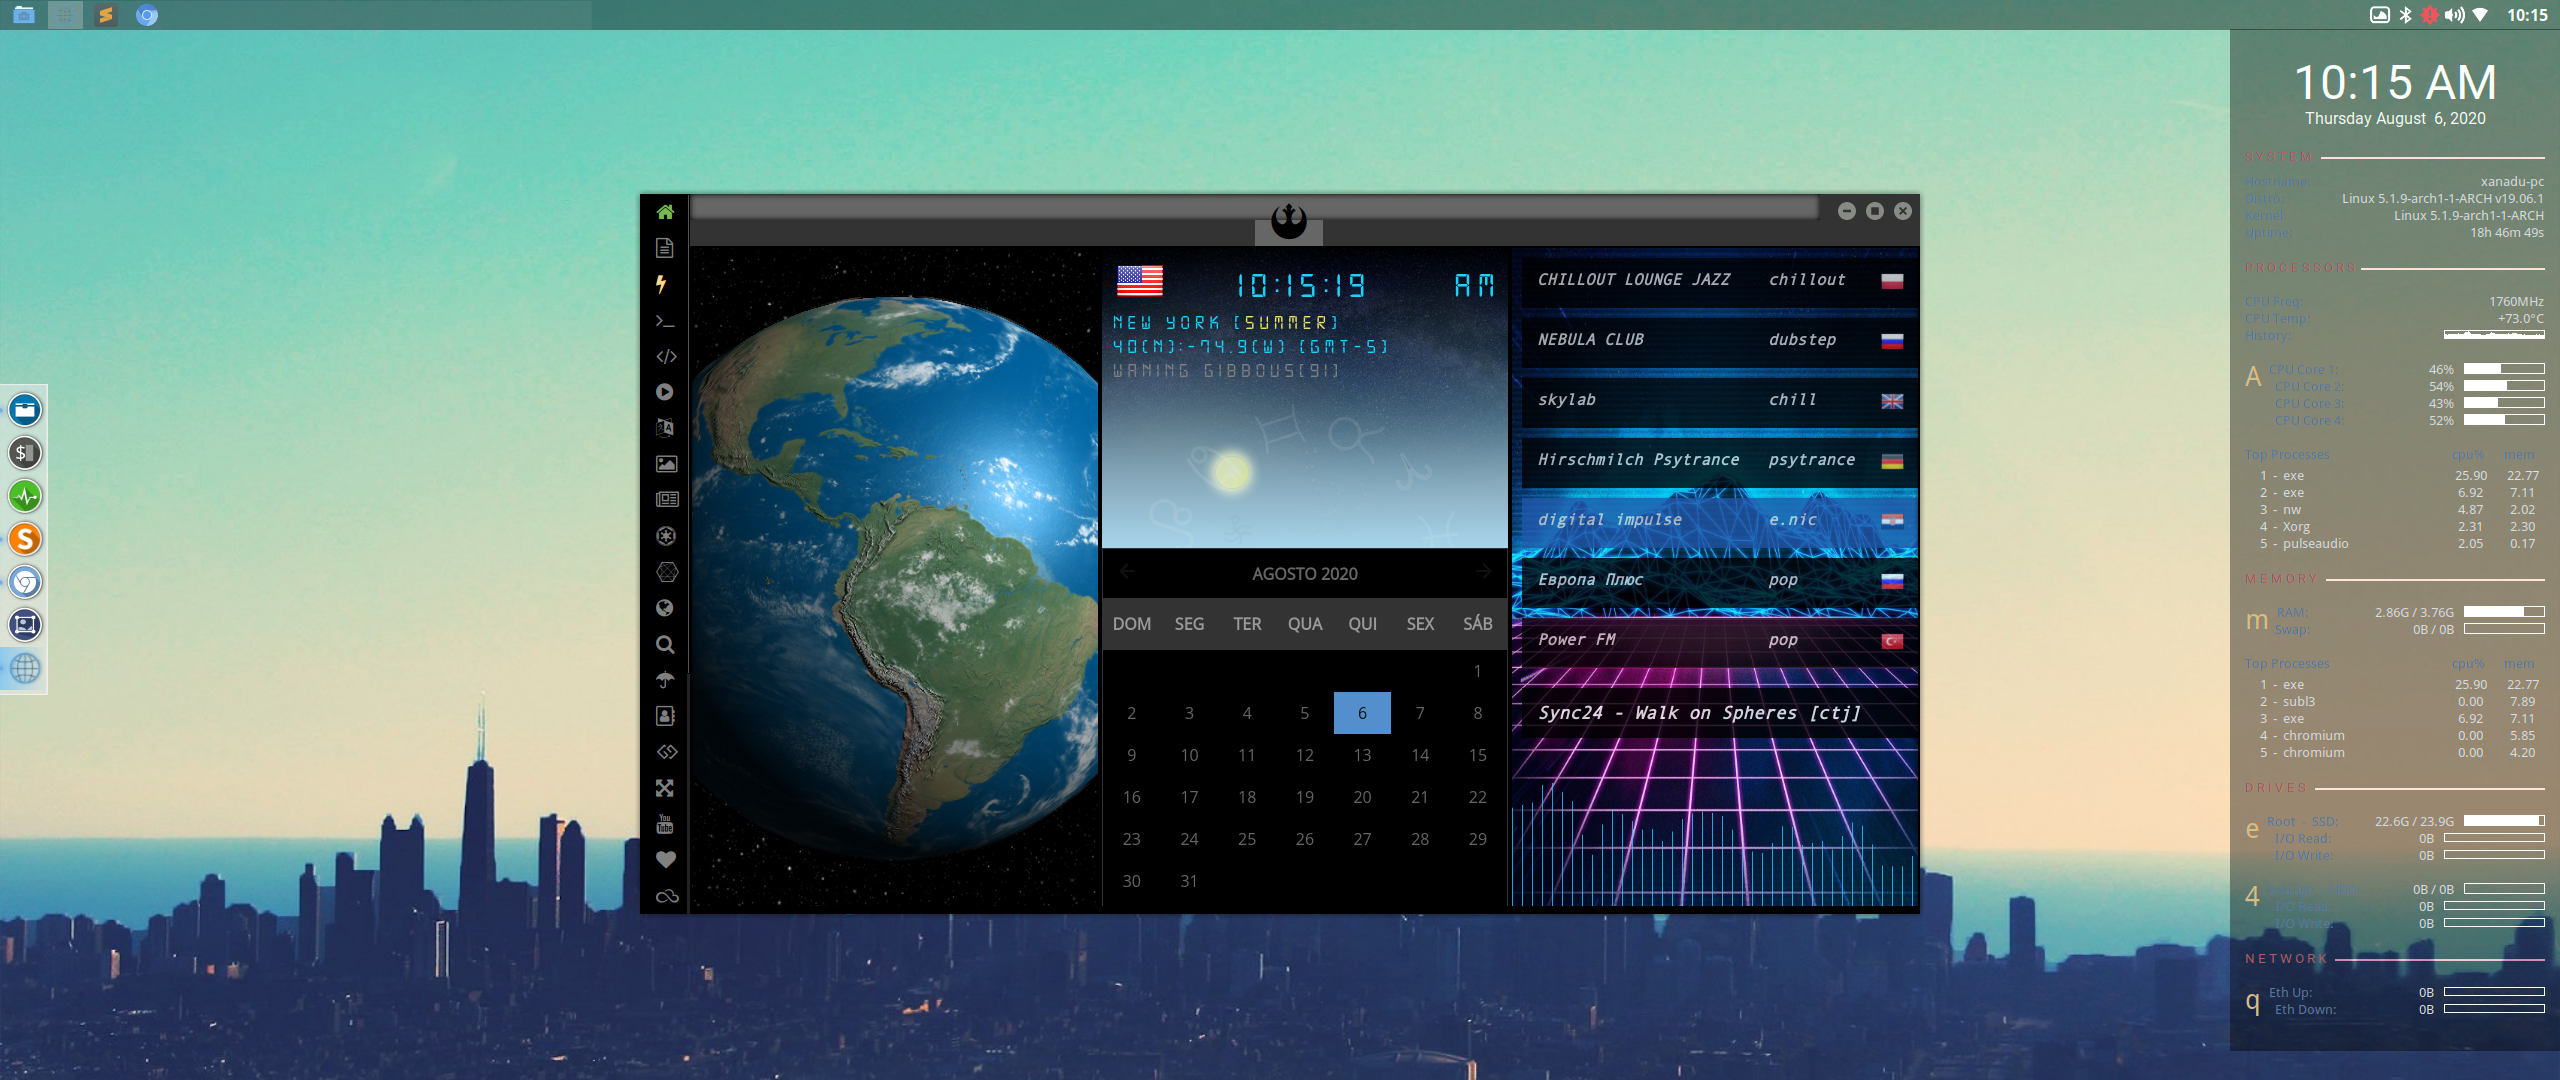 10:15
10:15 AM
Thursday August 6, 2020
SYSTEM
Hostname: xanadu-pc
Distro: Linux 5.1.9-arch1-1-ARCH v19.06.1
Kernel: Linux 5.1.9-arch1-1-ARCH
Uptime: 18h 46m 49s
PROCESSORS
CPU Freq: 1760MHz
CPU Temp: +73.0°C
History:
A CPU Core 1: 46%
CPU Core 2: 54%
CPU Core 3: 43%
CPU Core 4: 52%
Top Processes cpu% mem
1 - exe 25.90 22.77
2 - exe 6.92 7.11
3 - nw 4.87 2.02
4 - Xorg 2.31 2.30
5 - pulseaudio 2.05 0.17
MEMORY
m RAM: 2.86G / 3.76G
Swap: 0B / 0B
Top Processes cpu% mem
1 - exe 25.90 22.77
2 - subl3 0.00 7.89
3 - exe 6.92 7.11
4 - chromium 0.00 5.85
5 - chromium 0.00 4.20
DRIVES
e Root - SSD: 22.6G / 23.9G
I/O Read: 0B
I/O Write: 0B
4 0B / 0B
I/O Read: 0B
I/O Write: 0B
NETWORK
q Eth Up: 0B
Eth Down: 0B
10:15:19 AM
NEW YORK [SUMMER]
40(N):-74.9(W) [GMT-5]
WANING GIBBOUS[91]
AGOSTO 2020
DOM SEG TER QUA QUI SEX SÁB
1
2 3 4 5 6 7 8
9 10 11 12 13 14 15
16 17 18 19 20 21 22
23 24 25 26 27 28 29
30 31
CHILLOUT LOUNGE JAZZ chillout
NEBULA CLUB dubstep
skylab chill
Hirschmilch Psytrance psytrance
digital impulse e.nic
Европа Плюс pop
Power FM pop
Sync24 - Walk on Spheres [ctj]
You
Tube
$
S